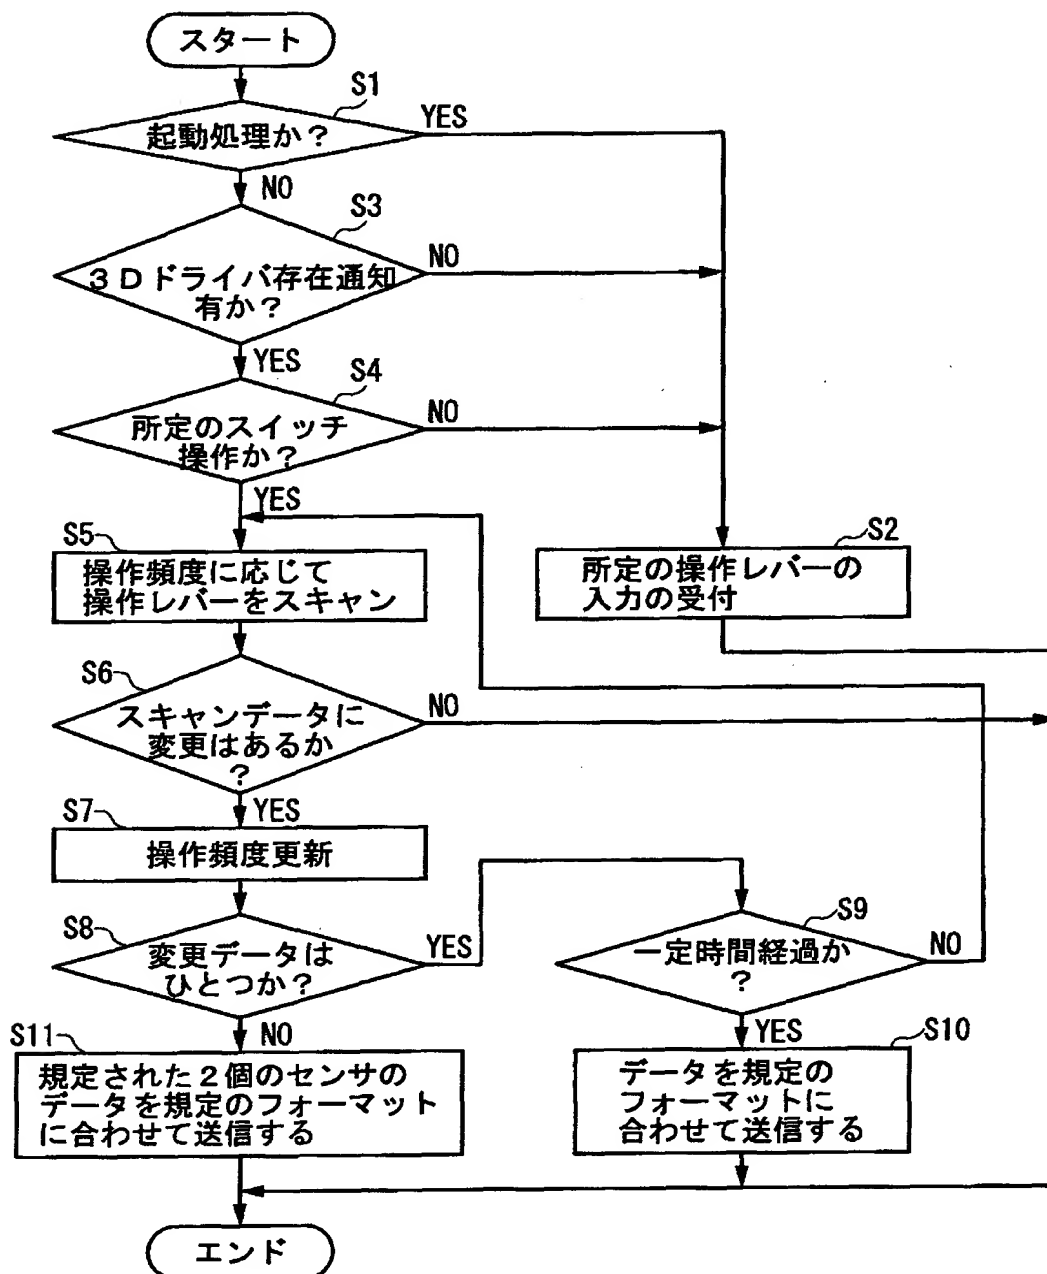 スタート
S1
起動処理か？
YES
NO
S3
３Ｄドライバ存在通知
有か？
NO
YES
S4
所定のスイッチ
操作か？
NO
YES
S5
操作頻度に応じて
操作レバーをスキャン
S2
所定の操作レバーの
入力の受付
S6
スキャンデータに
変更はあるか
？
NO
YES
S7
操作頻度更新
S8
変更データは
ひとつか？
YES
NO
S9
一定時間経過か
？
NO
YES
S11
規定された２個のセンサの
データを規定のフォーマット
に合わせて送信する
S10
データを規定の
フォーマットに
合わせて送信する
エンド